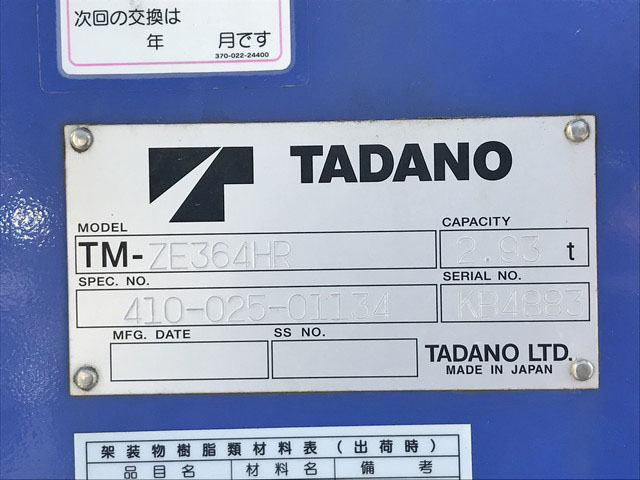 次回の交換は
年 月です
370-022-24400
TADANO
MODEL CAPACITY
TM-ZE364HR 2.93 t
SPEC. NO. SERIAL NO.
410-025-01134 KB4883
MFG. DATE SS NO.
TADANO LTD.
MADE IN JAPAN
架装物樹脂類材料表(出荷時)
品目名 材料名 備考